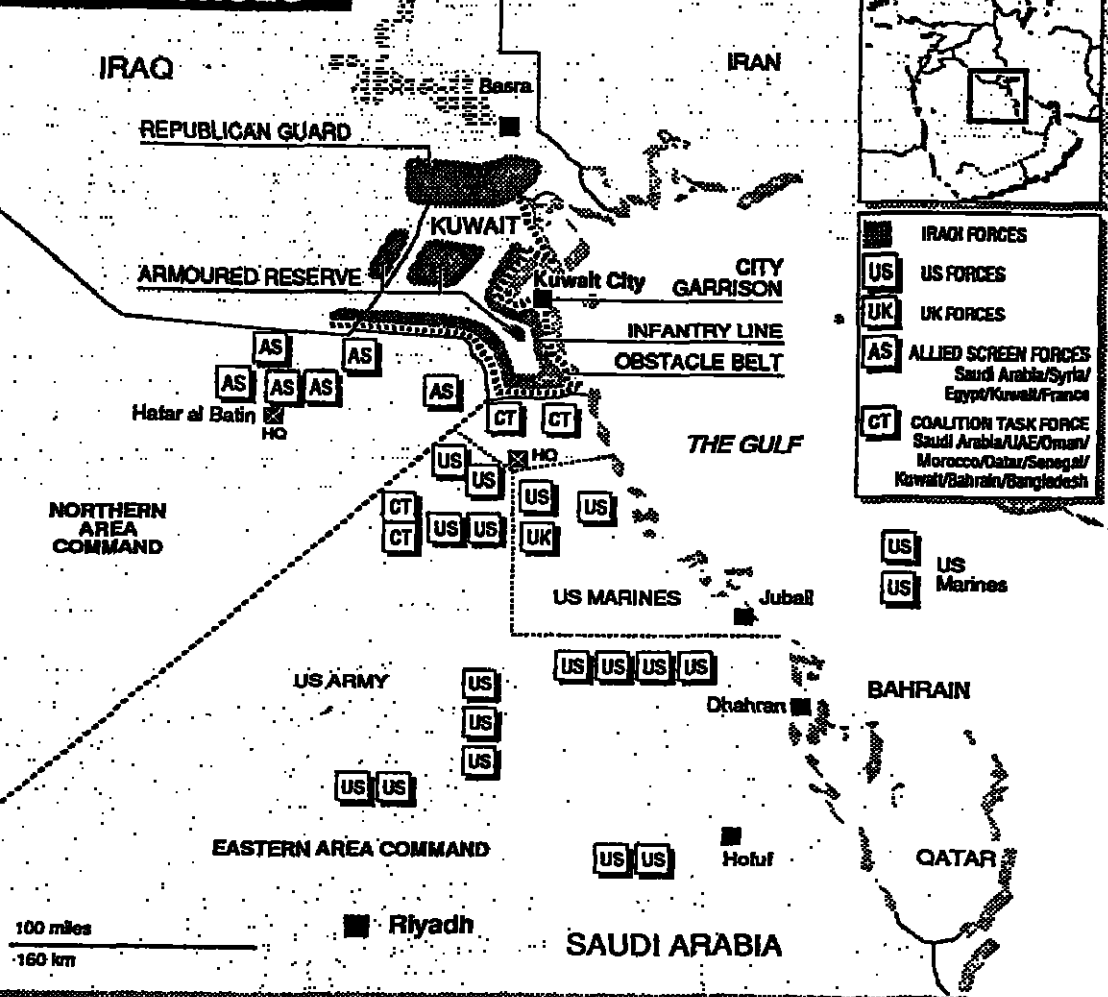 IRAQ
IRAN
Basra
REPUBLICAN GUARD
KUWAIT
ARMOURED RESERVE
Kuwait City
CITY
GARRISON
INFANTRY LINE
OBSTACLE BELT
IRAQI FORCES
US
US FORCES
UK
UK FORCES
AS
ALLIED SCREEN FORCES
Saudi Arabia/Syria/
Egypt/Kuwait/France
CT
COALITION TASK FORCE
Saudi Arabia/UAE/Oman/
Morocco/Qatar/Senegal/
Kuwait/Bahrain/Bangledesh
AS
AS
AS
AS
AS
AS
Hafar al Batin
HQ
CT
CT
THE GULF
US
US
HQ
US
US
CT
CT
US
US
UK
NORTHERN
AREA
COMMAND
US
US
US
Marines
US MARINES
Jubail
US
US
US
US
US ARMY
US
US
US
Dhahran
BAHRAIN
US
US
EASTERN AREA COMMAND
US
US
Hofuf
QATAR
100 miles
160 km
Riyadh
SAUDI ARABIA